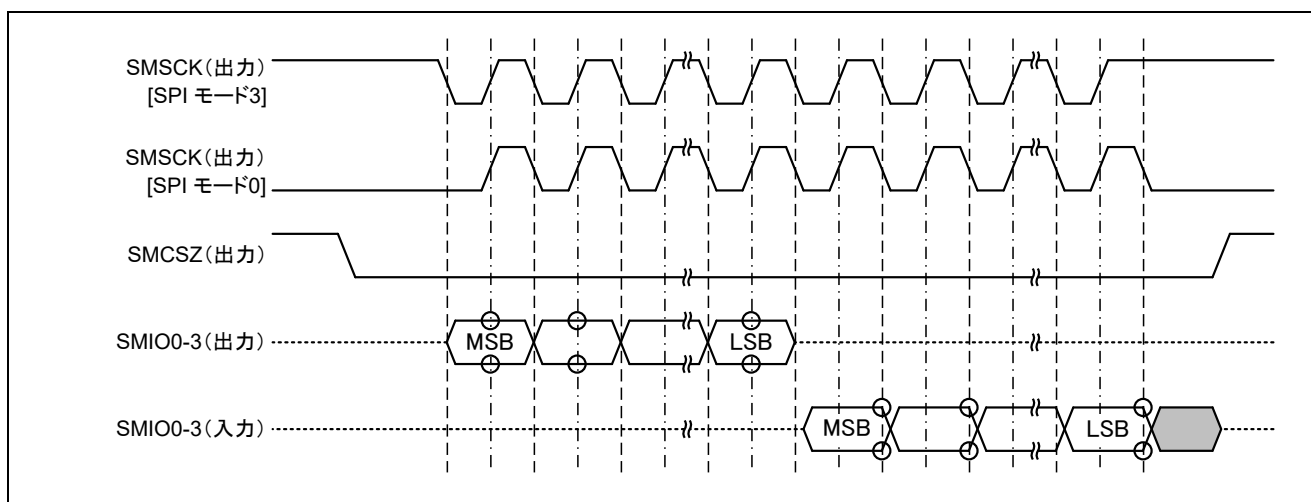 SMSCK（出力）
[SPI モード3]
SMSCK（出力）
[SPI モード0]
SMCSZ（出力）
SMIO0-3（出力）
MSB
LSB
SMIO0-3（入力）
MSB
LSB